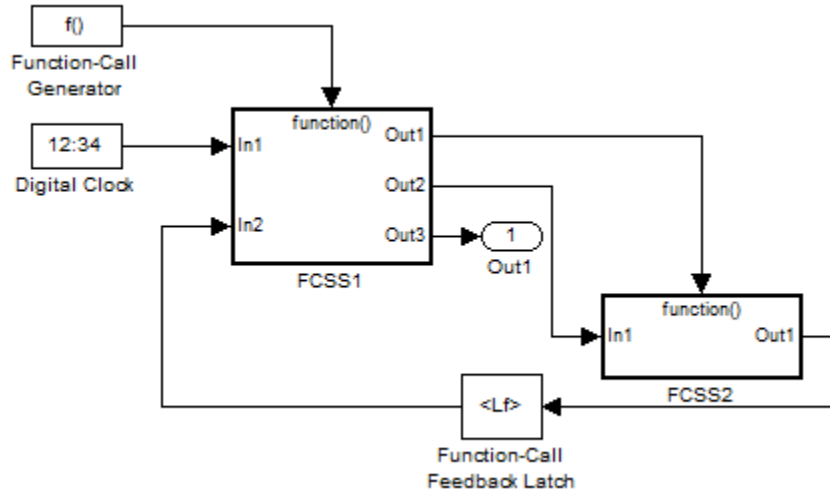 f()
Function-Call
Generator
function()
Out1
12:34
In1
Digital Clock
Out2
In2
Out3
1
Out1
FCSS1
function()
In1
Out1
FCSS2
<Lf>
Function-Call
Feedback Latch